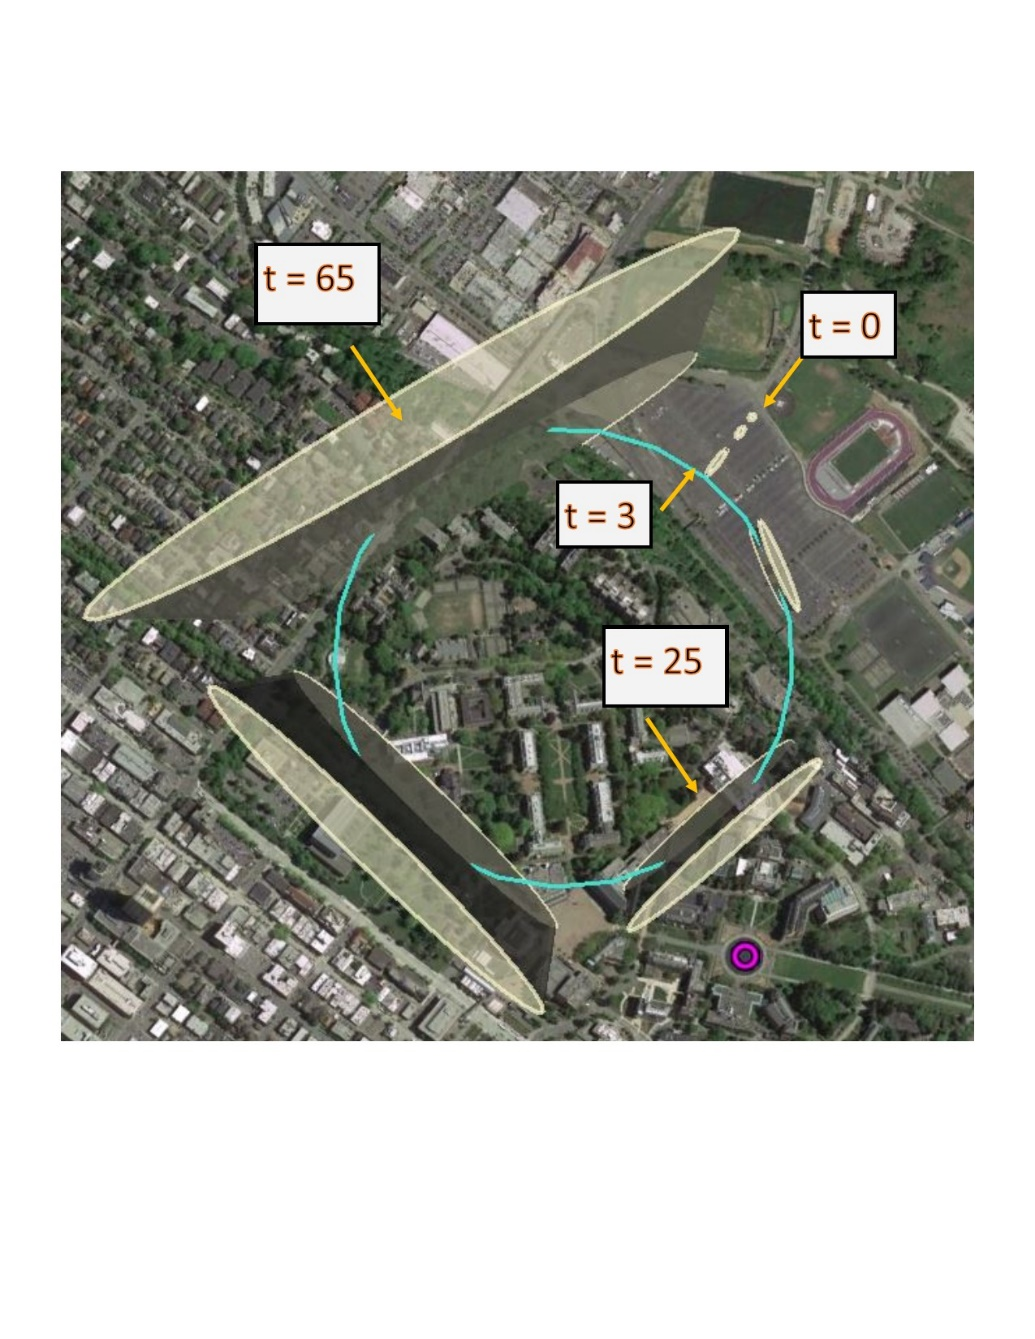 t = 65
t = 0
t = 3
t = 25